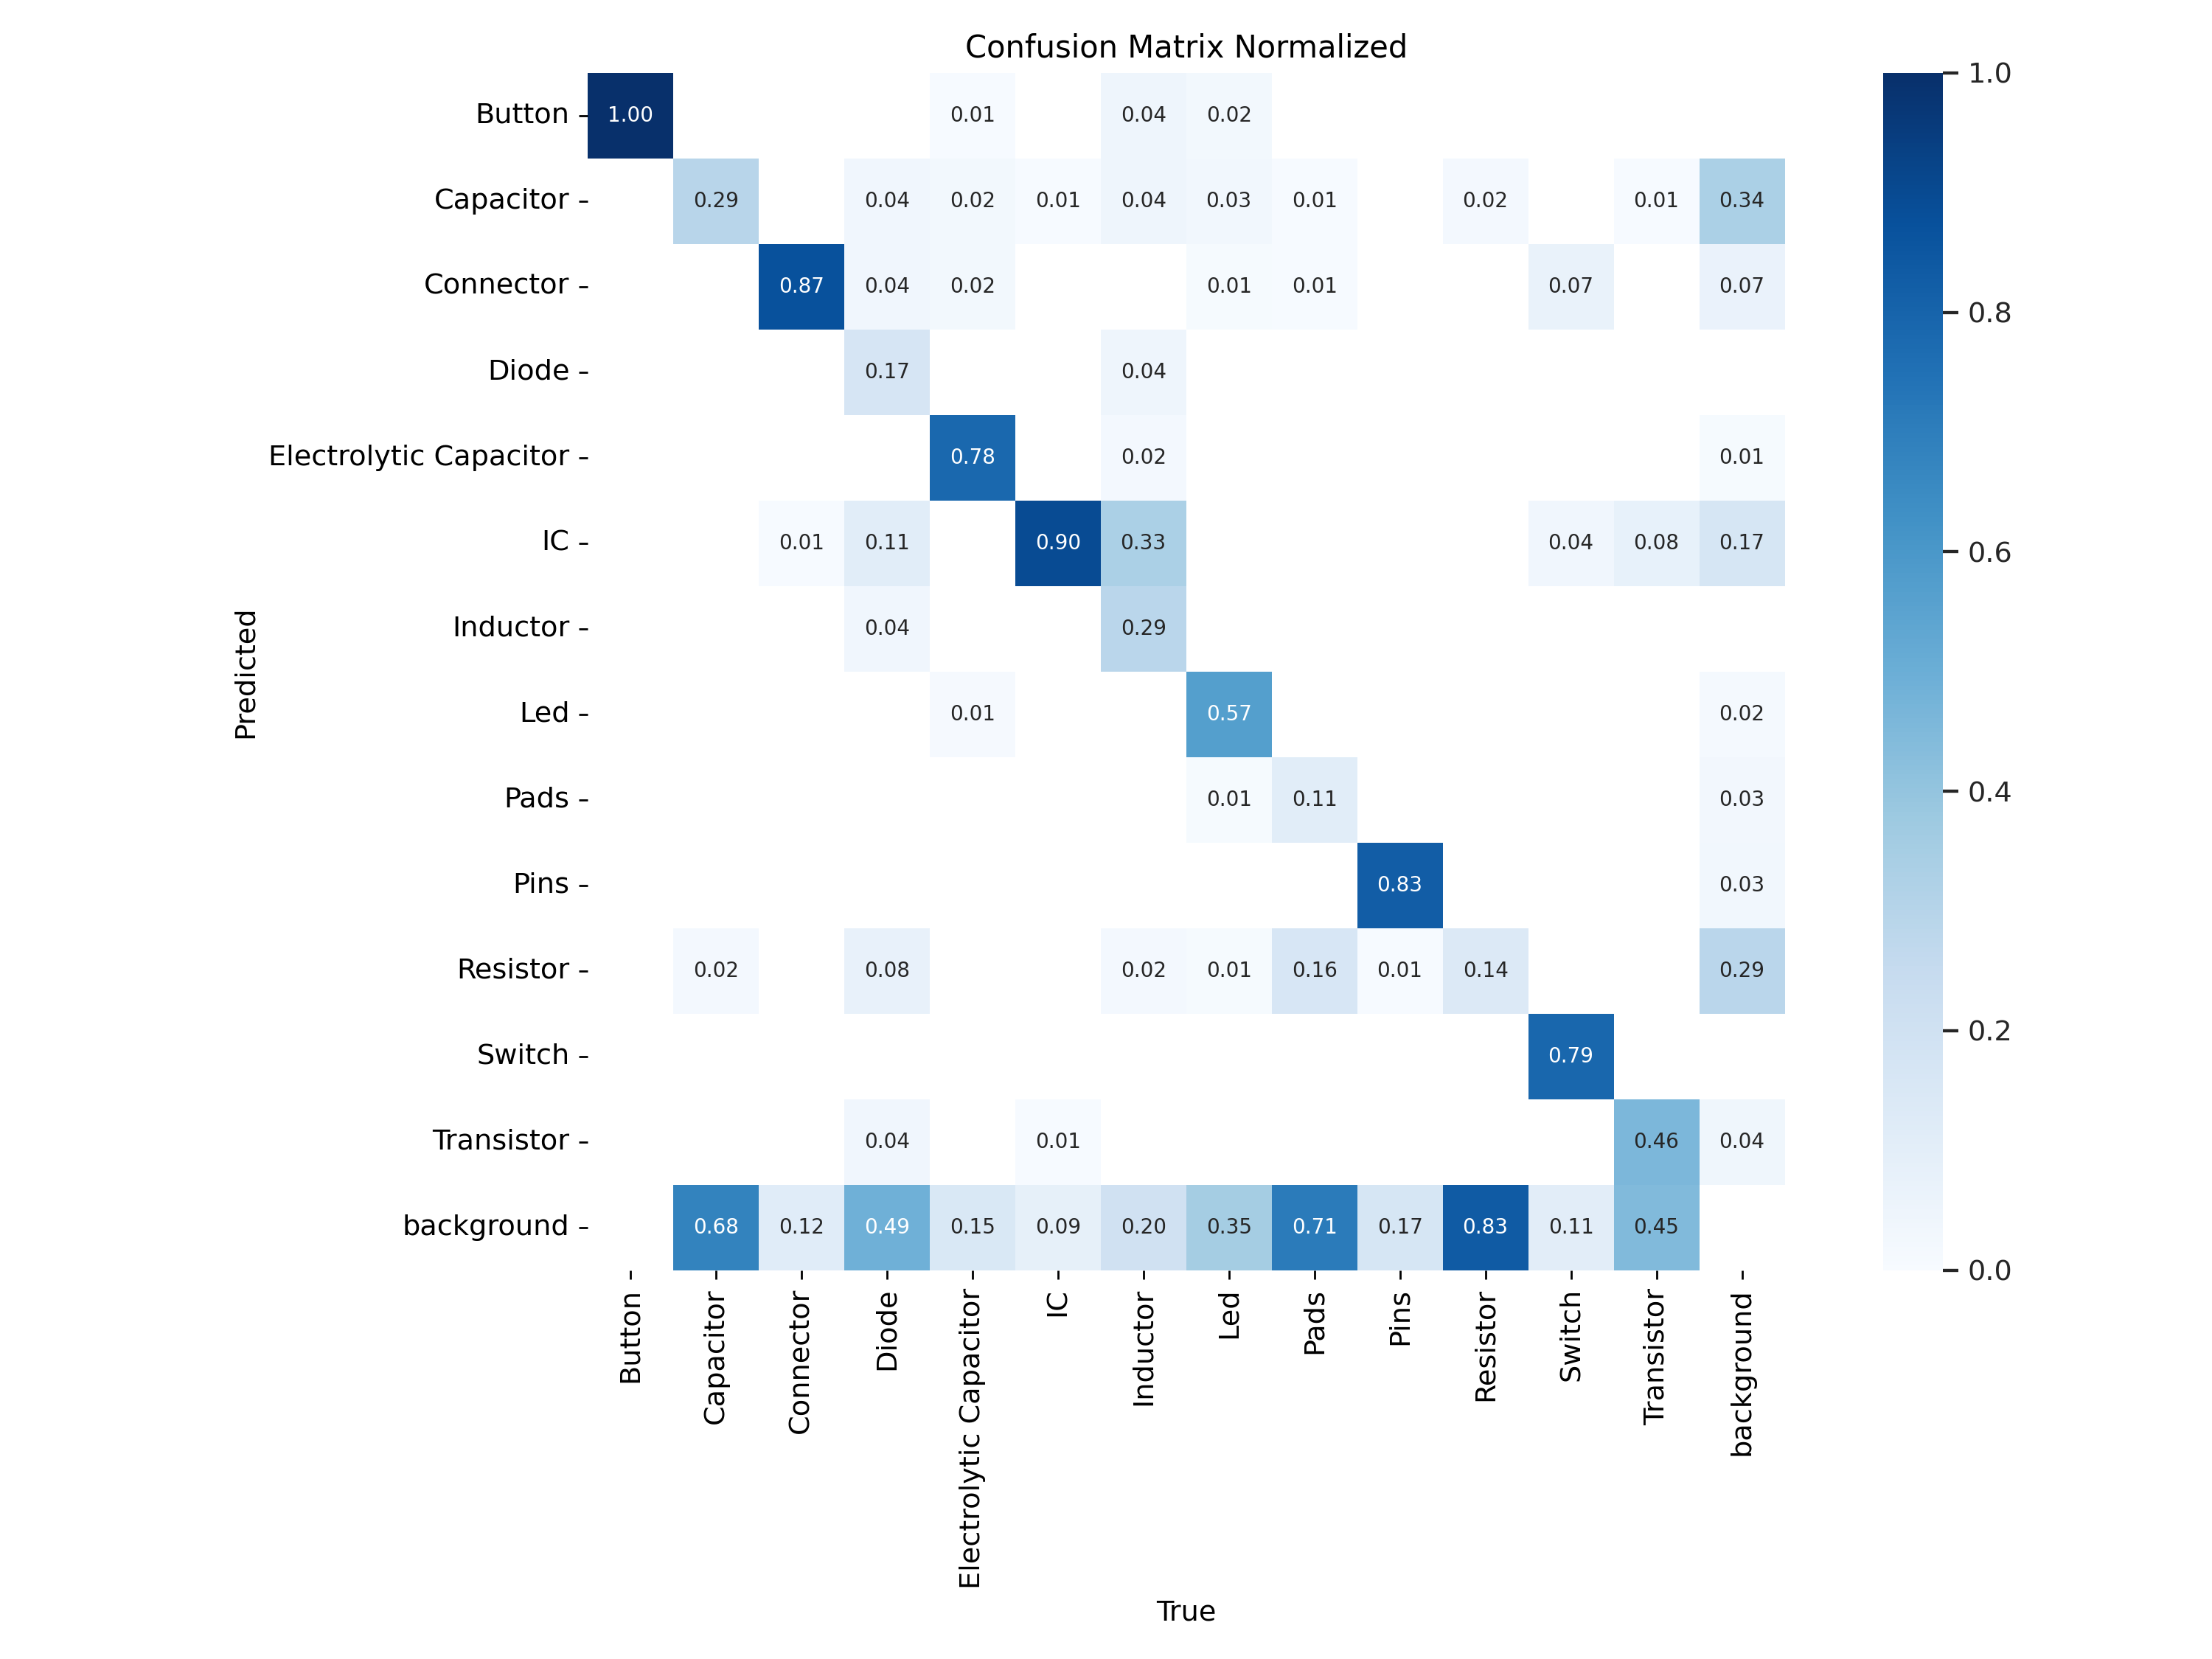 Confusion Matrix Normalized
Button 1.00 0.01 0.04 0.02
Capacitor 0.29 0.04 0.02 0.01 0.04 0.03 0.01 0.02 0.01 0.34
Connector 0.87 0.04 0.02 0.01 0.01 0.07 0.07
Diode 0.17 0.04
Electrolytic Capacitor 0.78 0.02 0.01
IC 0.01 0.11 0.90 0.33 0.04 0.08 0.17
Inductor 0.04 0.29
Led 0.01 0.57 0.02
Pads 0.01 0.11 0.03
Pins 0.83 0.03
Resistor 0.02 0.08 0.02 0.01 0.16 0.01 0.14 0.29
Switch 0.79
Transistor 0.04 0.01 0.46 0.04
background 0.68 0.12 0.49 0.15 0.09 0.20 0.35 0.71 0.17 0.83 0.11 0.45
Predicted
Button
Capacitor
Connector
Diode
Electrolytic Capacitor
IC
Inductor
Led
Pads
Pins
Resistor
Switch
Transistor
background
True
1.0
0.8
0.6
0.4
0.2
0.0